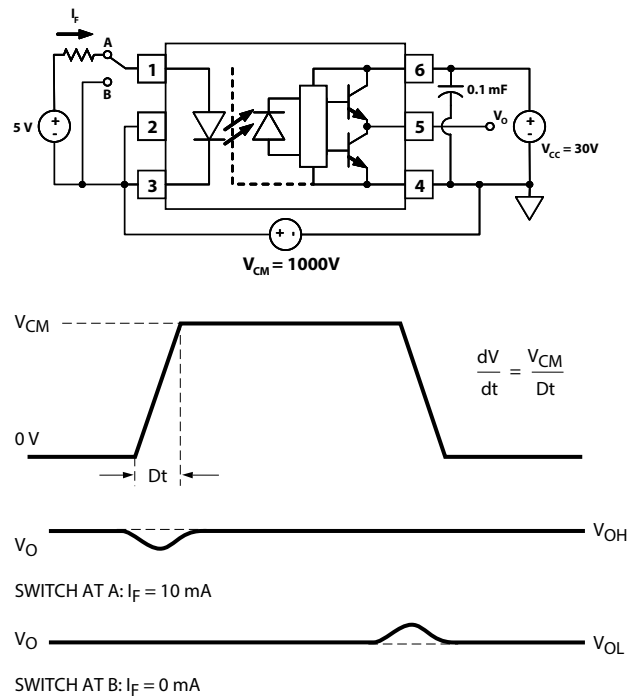 I_F
A
B
5 V
+
-
1
2
3
6
5
4
0.1 mF
V_O
+
-
V_CC = 30V
+ -
V_CM = 1000V
V_CM
0 V
Dt
dV
dt
=
V_CM
Dt
V_O
V_OH
SWITCH AT A: I_F = 10 mA
V_O
V_OL
SWITCH AT B: I_F = 0 mA